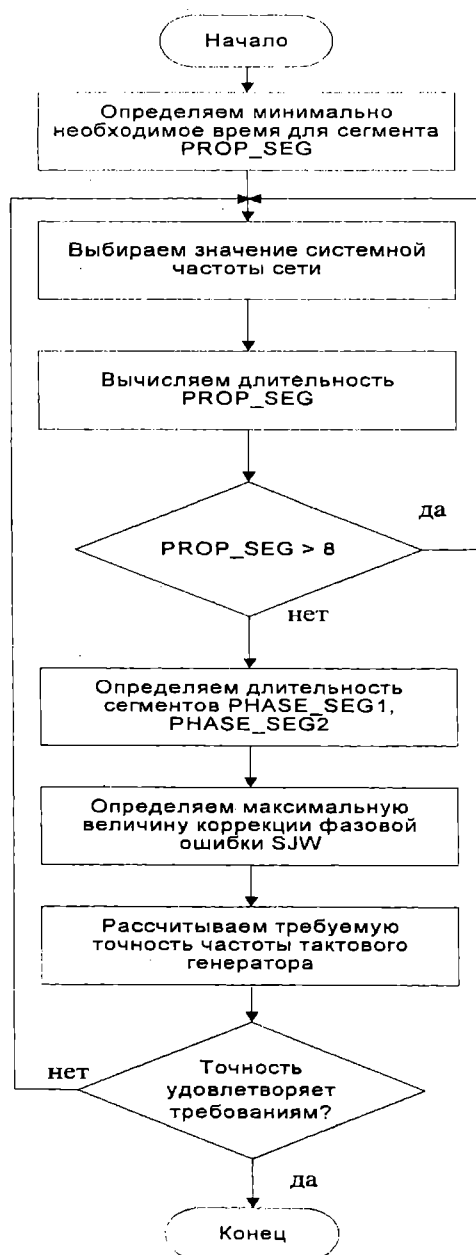 Начало
Определяем минимально
необходимое время для сегмента
PROP_SEG
Выбираем значение системной
частоты сети
Вычисляем длительность
PROP_SEG
PROP_SEG > 8
да
нет
Определяем длительность
сегментов PHASE_SEG1,
PHASE_SEG2
Определяем максимальную
величину коррекции фазовой
ошибки SJW
Рассчитываем требуемую
точность частоты тактового
генератора
Точность
удовлетворяет
требованиям?
нет
да
Конец